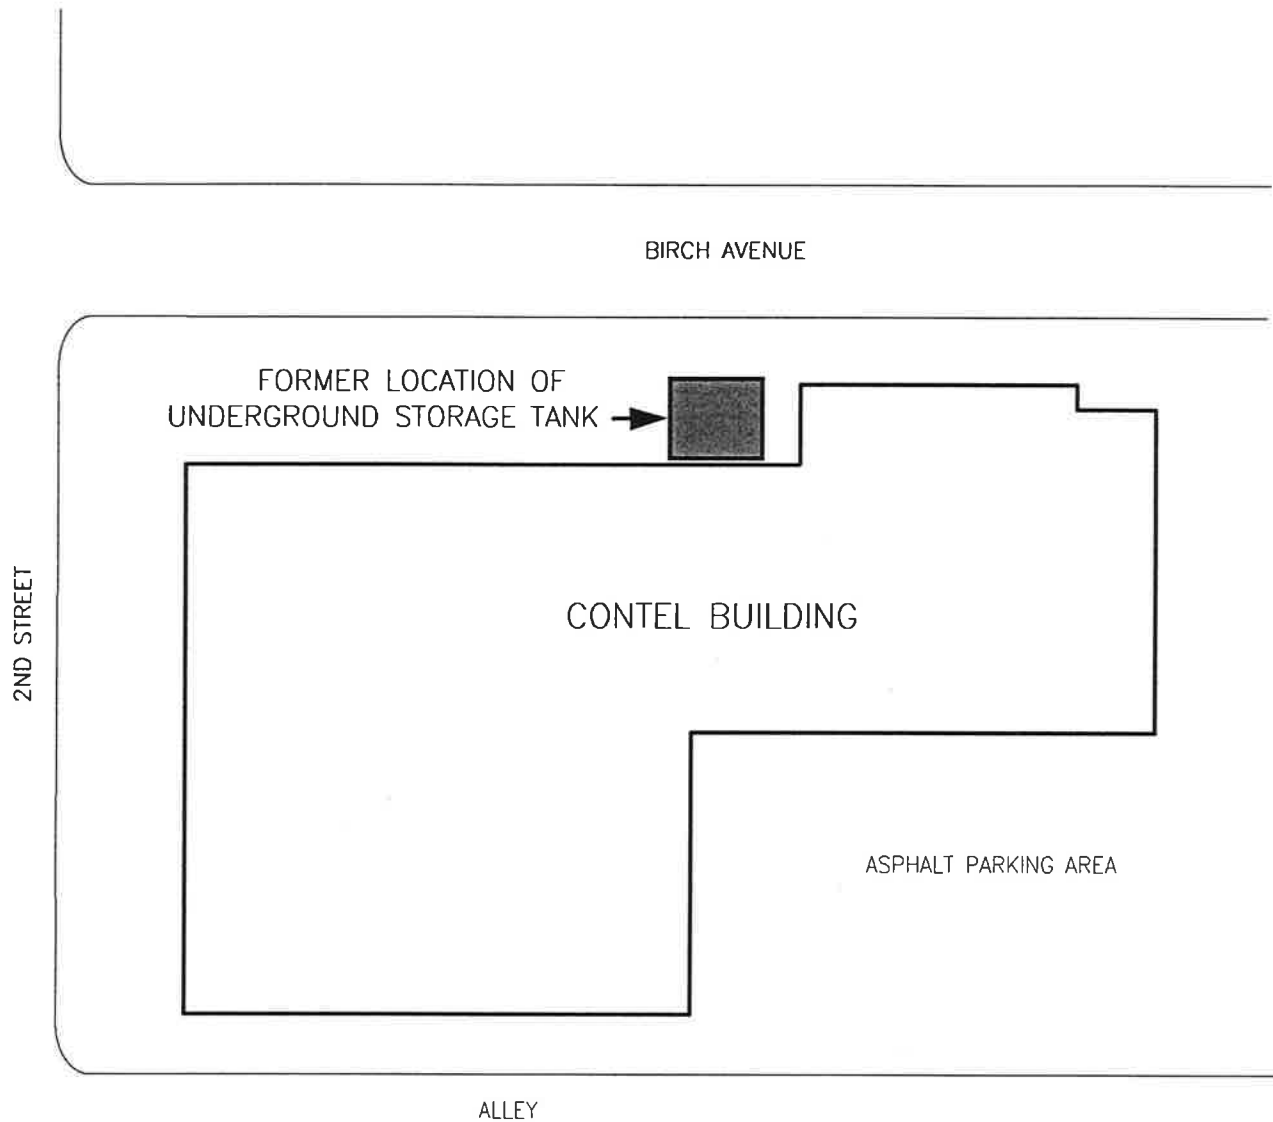 BIRCH AVENUE
FORMER LOCATION OF
UNDERGROUND STORAGE TANK
2ND STREET
CONTEL BUILDING
ASPHALT PARKING AREA
ALLEY